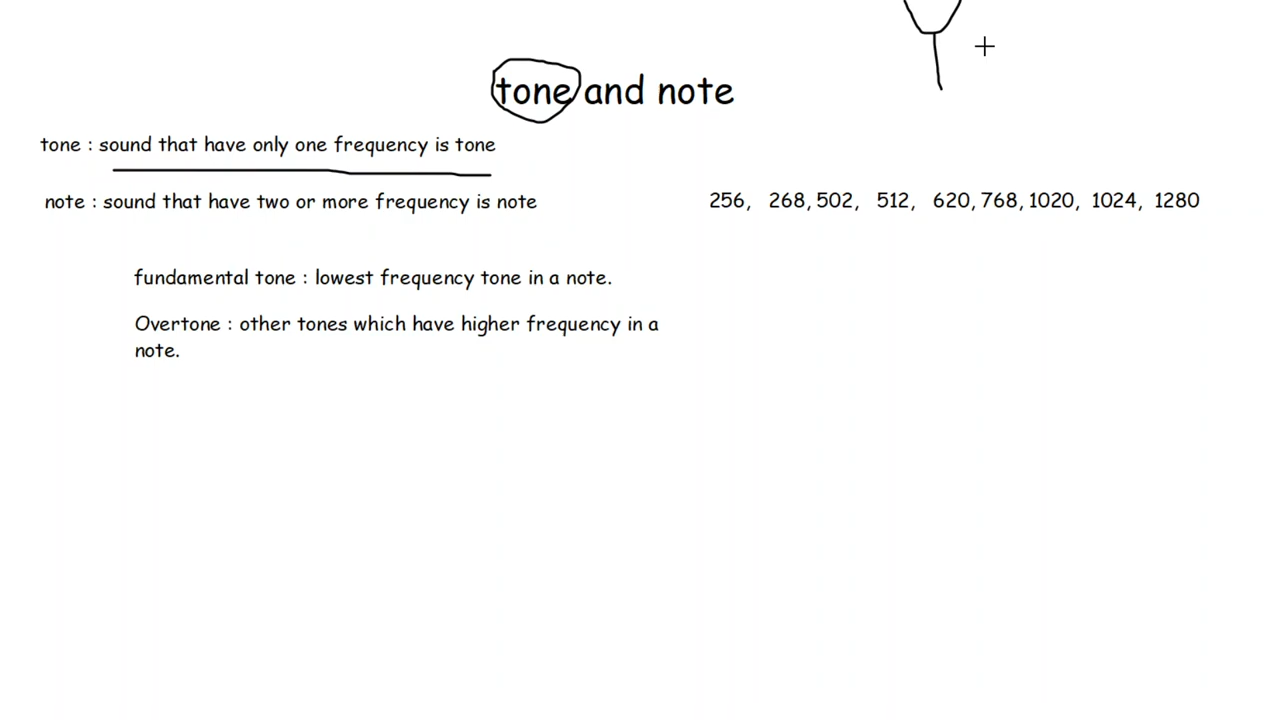 tone and note
tone : sound that have only one frequency is tone
note : sound that have two or more frequency is note
256, 268, 502, 512, 620, 768, 1020, 1024, 1280
fundamental tone : lowest frequency tone in a note.
Overtone : other tones which have higher frequency in a
note.